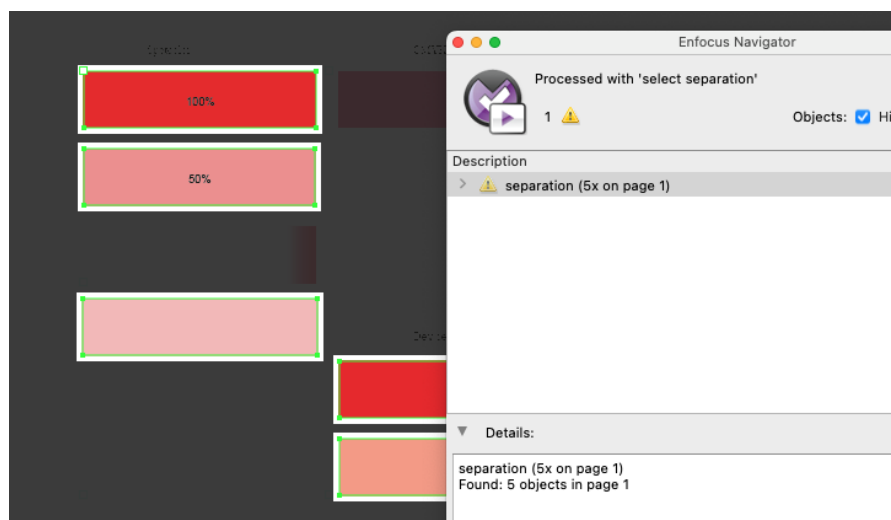 Enfocus Navigator
Processed with 'select separation'
1
Objects:
Hi
Description
separation (5x on page 1)
100%
50%
Details:
separation (5x on page 1)
Found: 5 objects in page 1